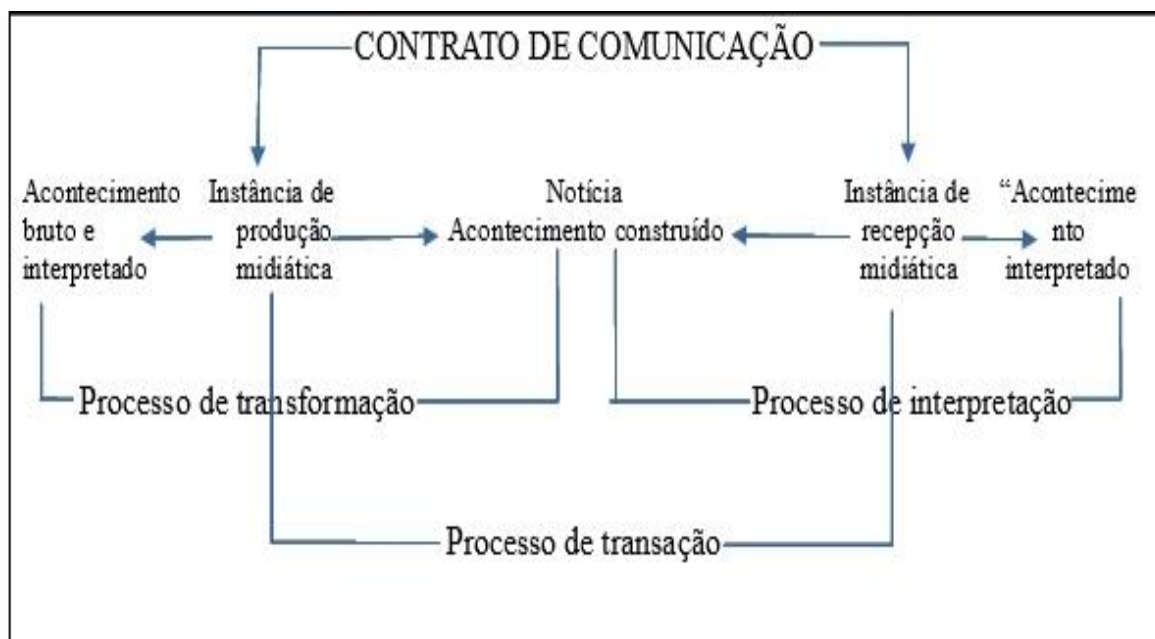 CONTRATO DE COMUNICAÇÃO
Acontecimento
bruto e
interpretado
Instância de
produção
midiática
Notícia
Acontecimento construído
Instância de
recepção
midiática
“Acontecime
nto
interpretado
Processo de transformação
Processo de interpretação
Processo de transação